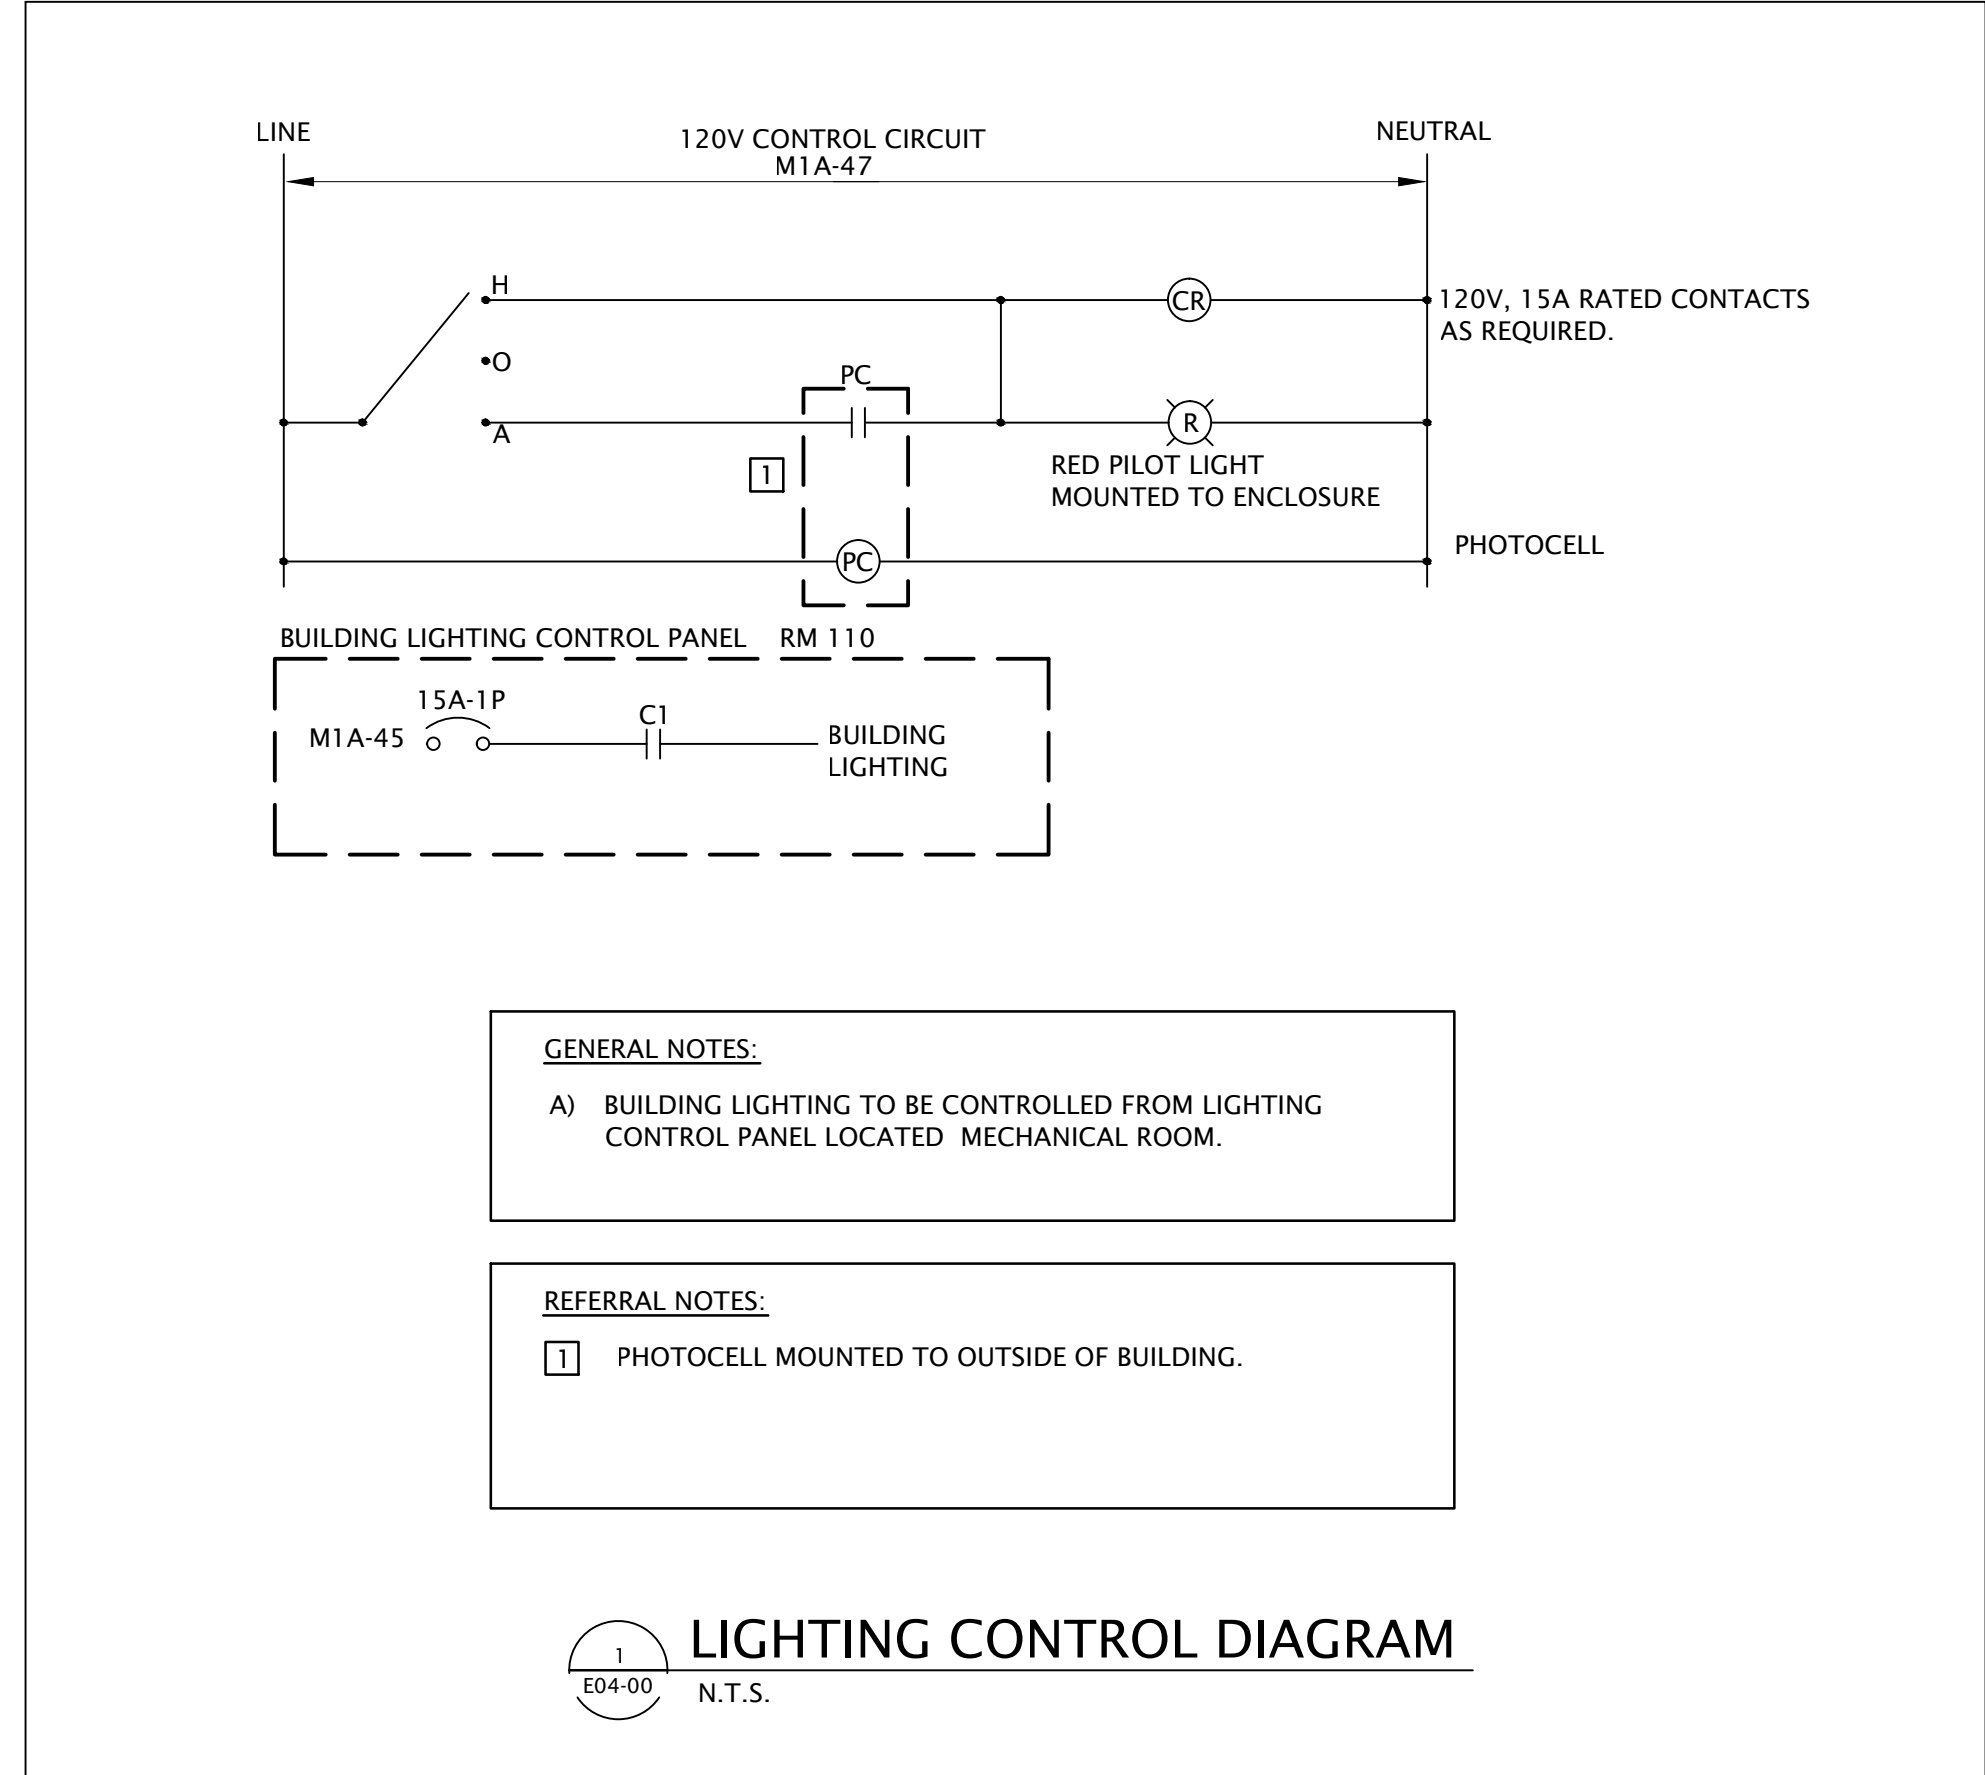 LINE
120V CONTROL CIRCUIT
M1A-47
NEUTRAL
H
CR
120V, 15A RATED CONTACTS
AS REQUIRED.
O
PC
A
R
1
RED PILOT LIGHT
MOUNTED TO ENCLOSURE
PC
PHOTOCELL
BUILDING LIGHTING CONTROL PANEL RM 110
15A-1P
M1A-45
C1
BUILDING
LIGHTING
GENERAL NOTES:
A) BUILDING LIGHTING TO BE CONTROLLED FROM LIGHTING
CONTROL PANEL LOCATED MECHANICAL ROOM.
REFERRAL NOTES:
1 PHOTOCELL MOUNTED TO OUTSIDE OF BUILDING.
1
E04-00
LIGHTING CONTROL DIAGRAM
N.T.S.